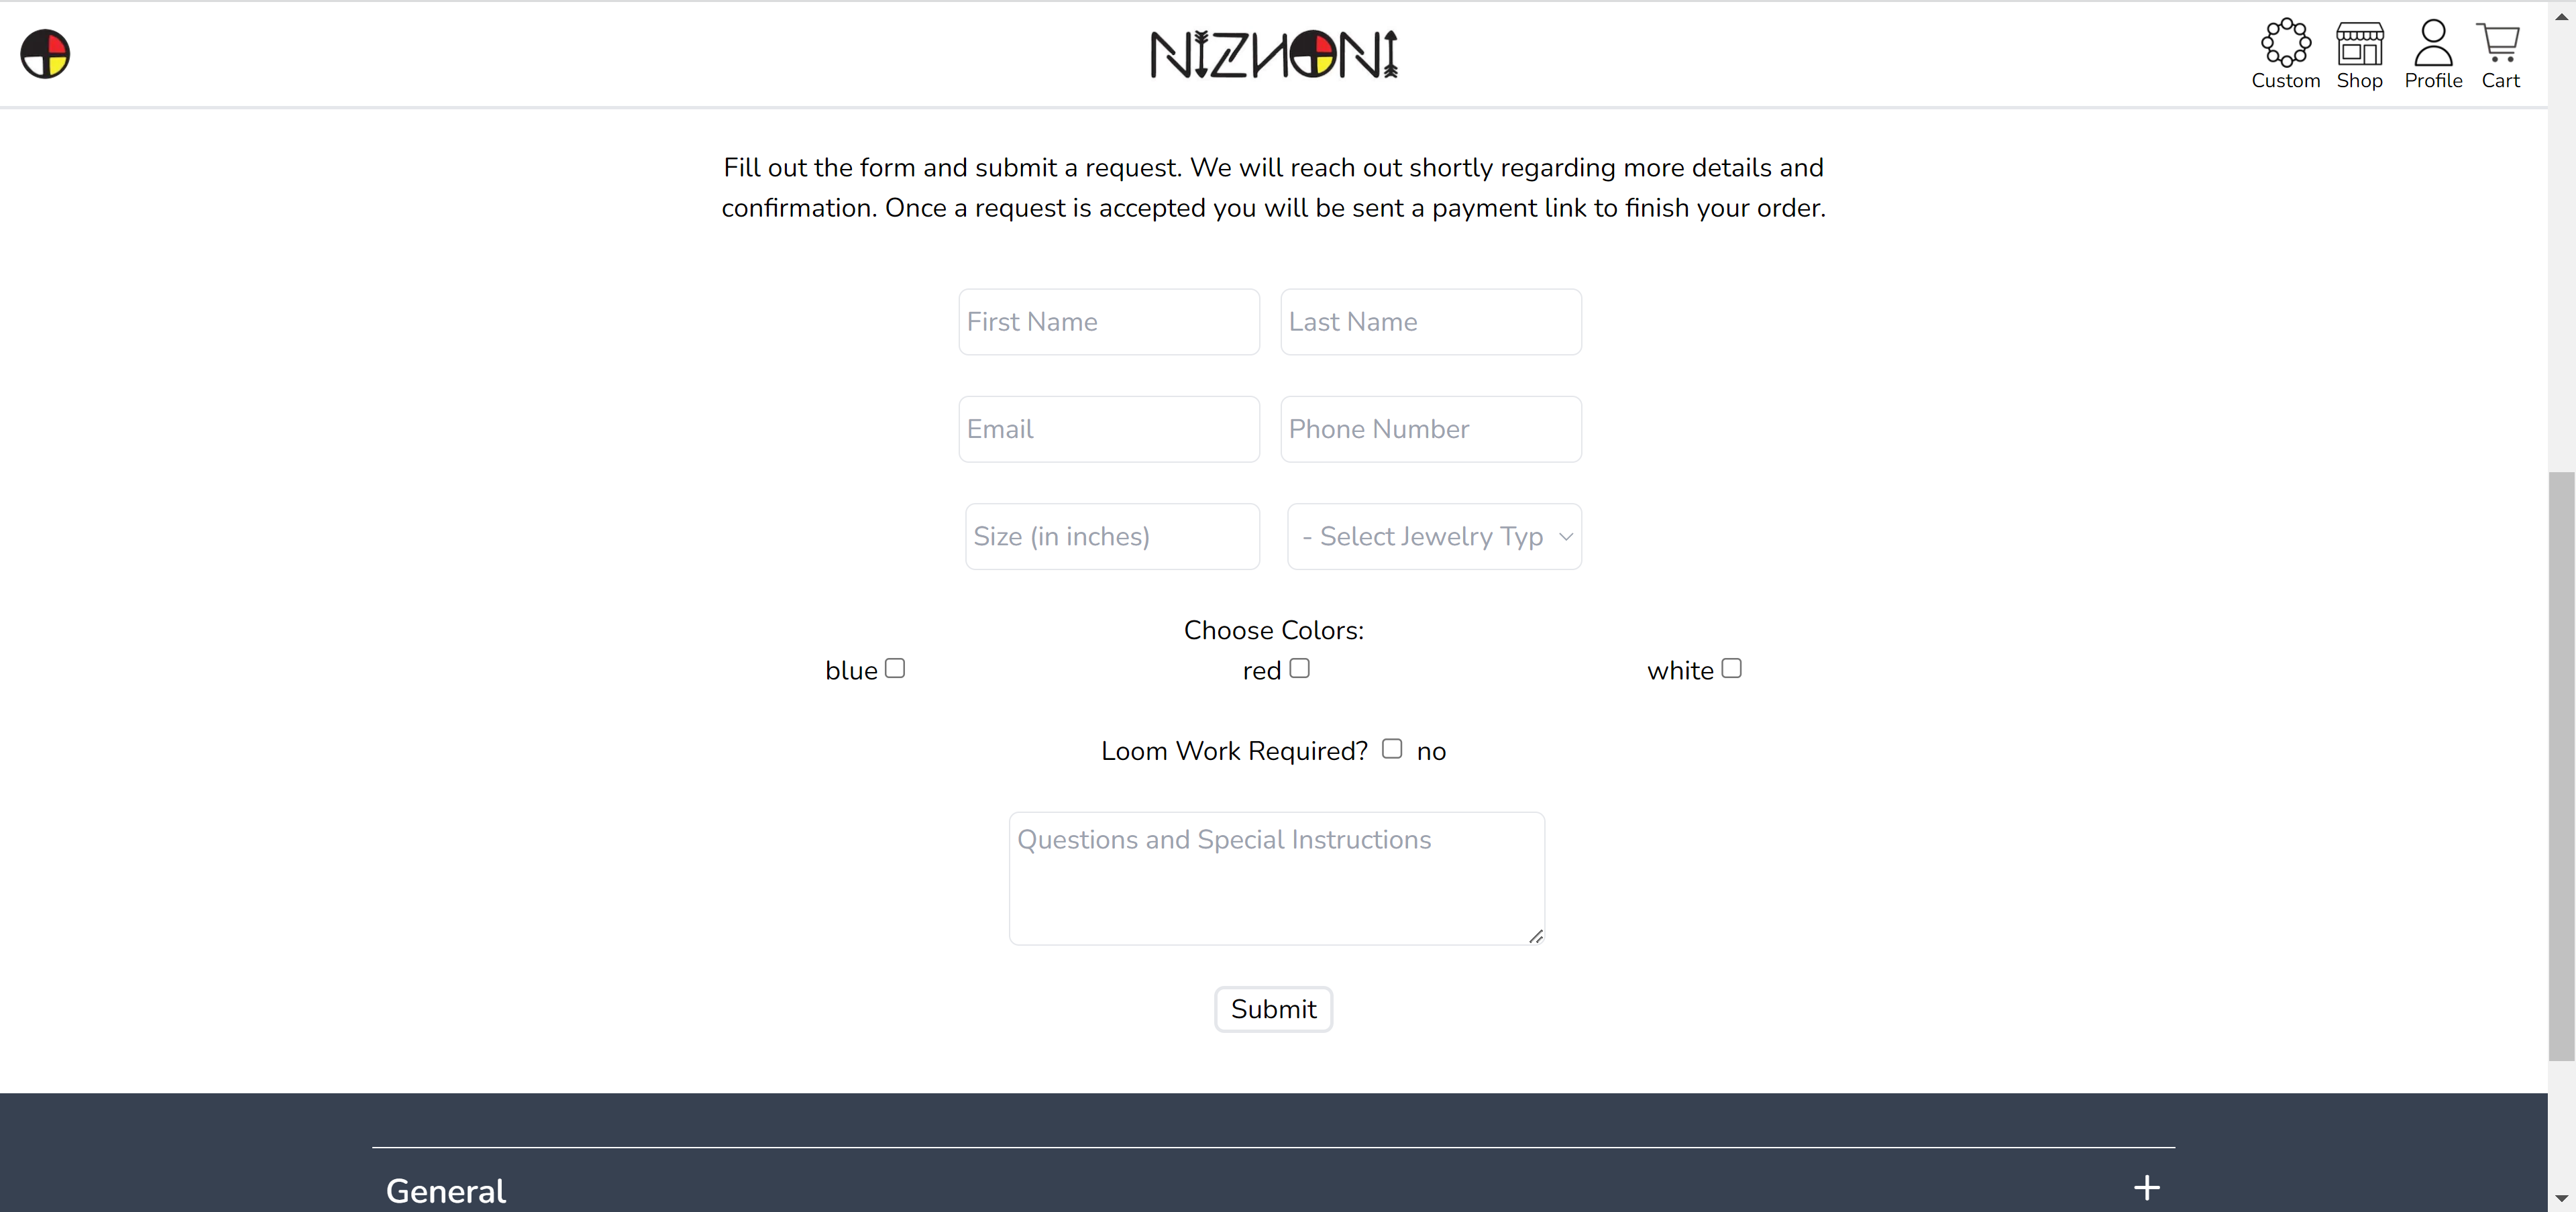 NIZHONI
Custom Shop Profile Cart
Fill out the form and submit a request. We will reach out shortly regarding more details and
confirmation. Once a request is accepted you will be sent a payment link to finish your order.
First Name Last Name
Email Phone Number
Size (in inches) - Select Jewelry Typ
Choose Colors:
blue red white
Loom Work Required? no
Questions and Special Instructions
Submit
General +